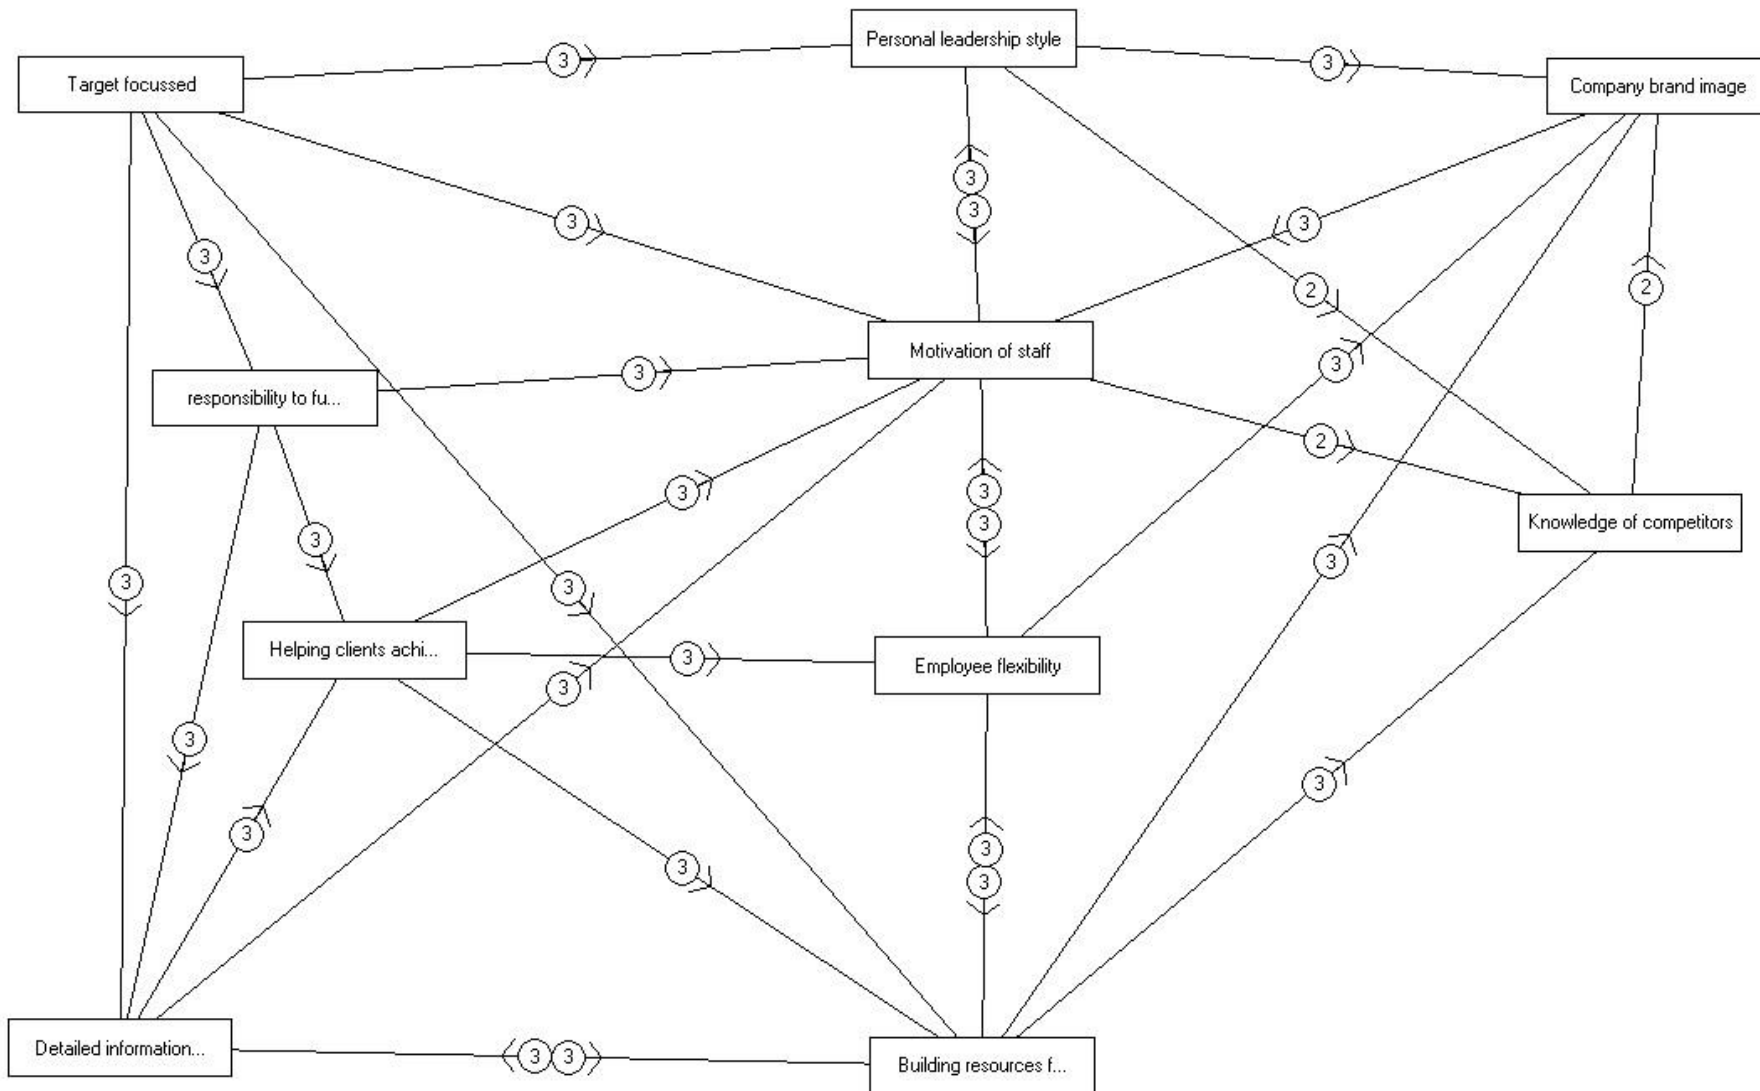 Personal leadership style
3
3
Target focussed
Company brand image
3
3
3
3
3
2
2
Motivation of staff
3
3
responsibility to fu...
2
3
3
Knowledge of competitors
3
3
3
3
3
Helping clients achi...
3
Employee flexibility
3
3
3
3
3
3
3
Detailed information...
3
3
Building resources f...